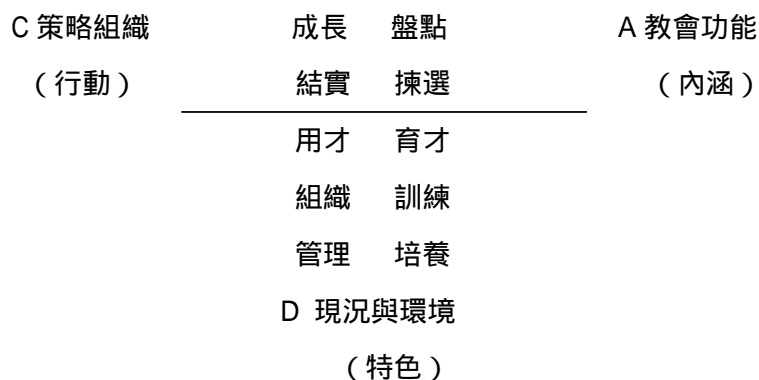 C 策略組織 成長 盤點 A 教會功能
（行動） 結實 揀選 （內涵）
用才 育才
組織 訓練
管理 培養
D 現況與環境
（特色）